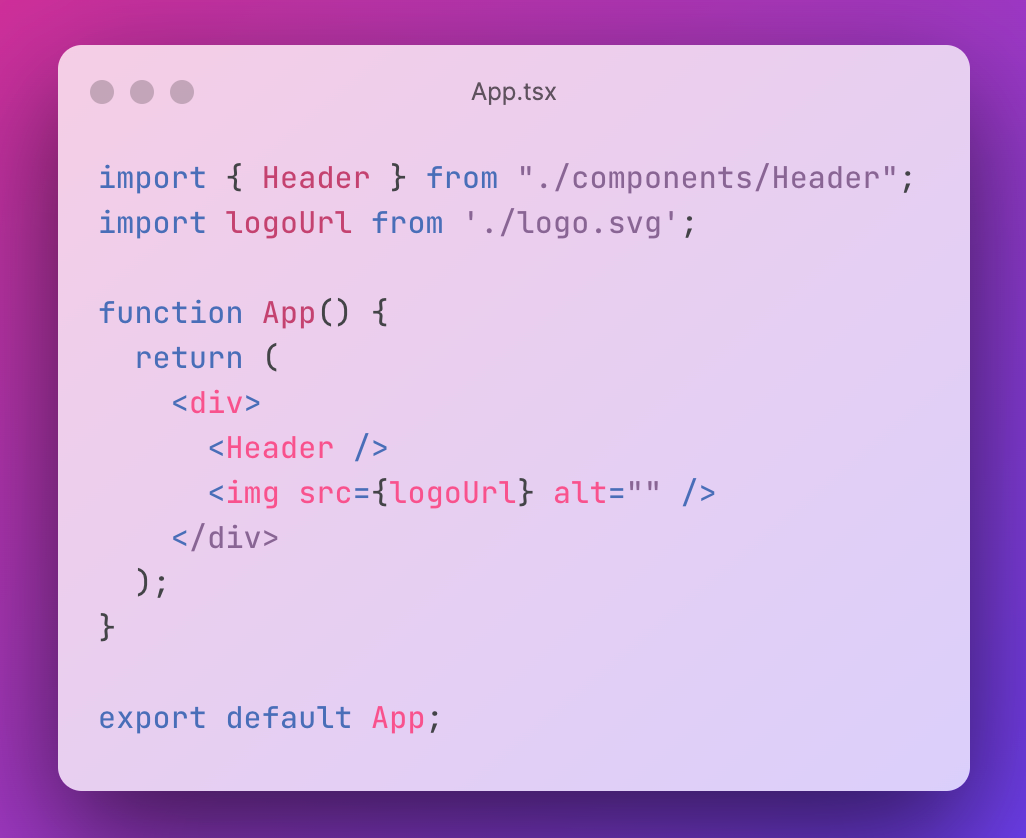 App.tsx
import { Header } from "./components/Header";
import logoUrl from './logo.svg';
function App() {
  return (
    <div>
      <Header />
      <img src={logoUrl} alt="" />
    </div>
  );
}
export default App;